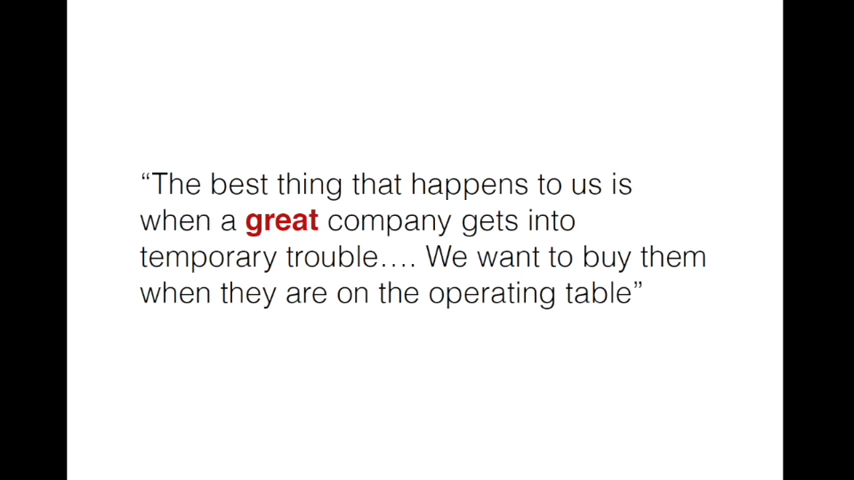 “The best thing that happens to us is
when a great company gets into
temporary trouble…. We want to buy them
when they are on the operating table”